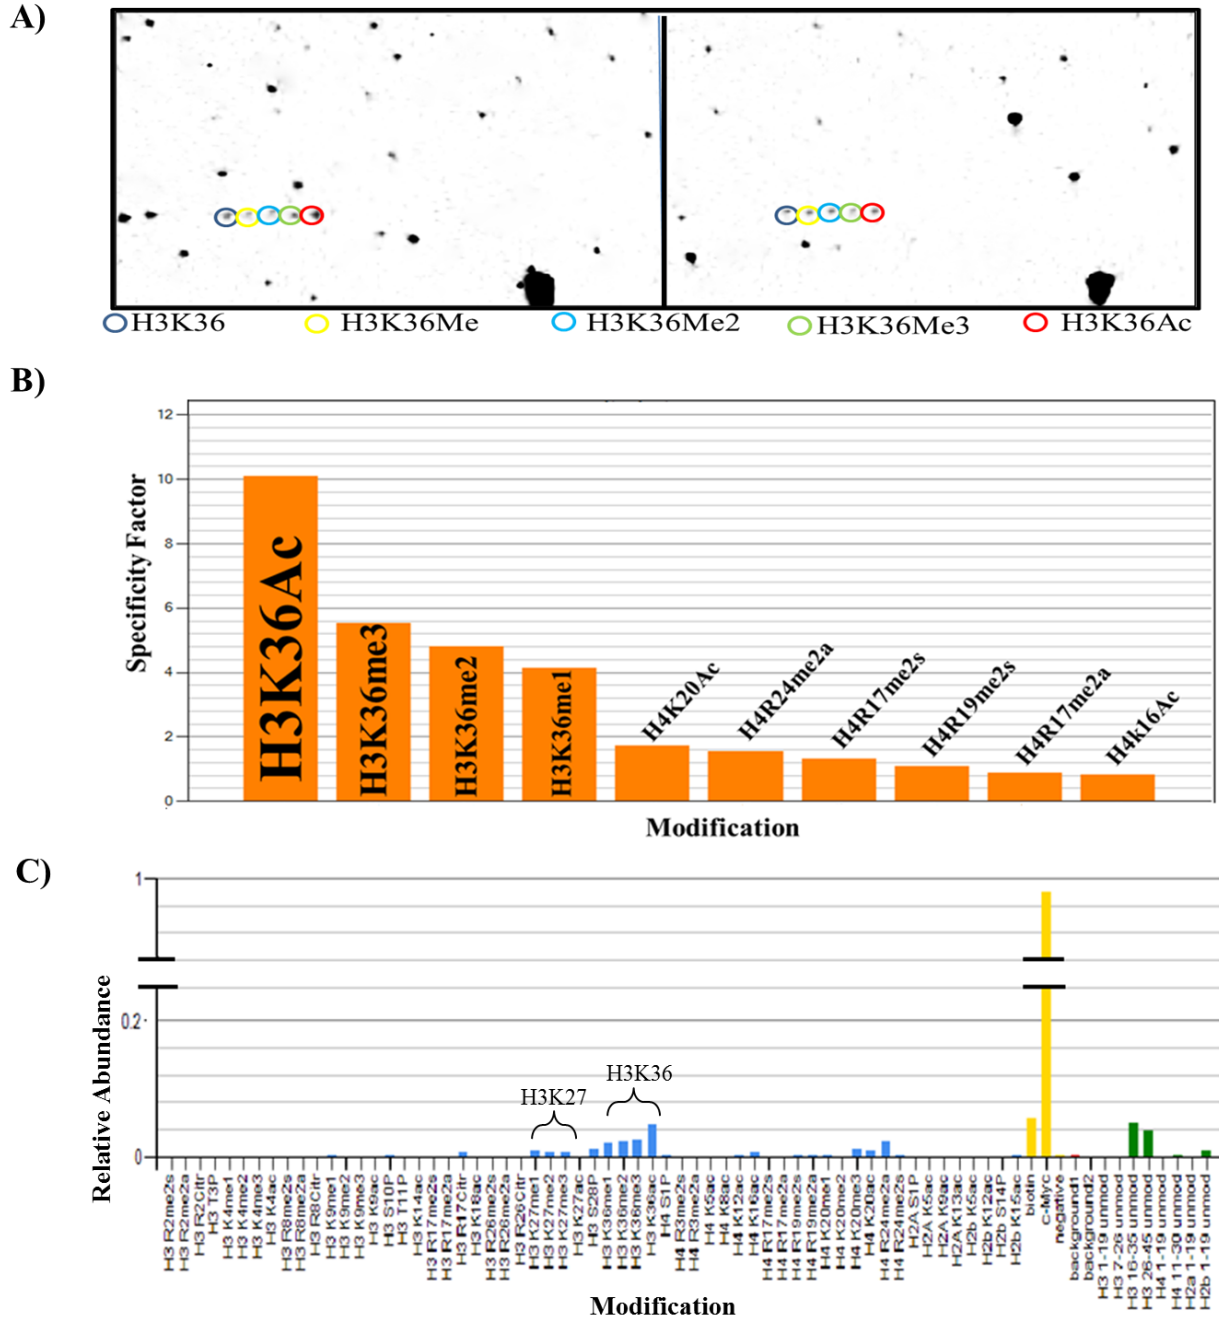 A)
H3K36 H3K36Me H3K36Me2 H3K36Me3 H3K36Ac
B)
12
10
8
6
4
2
0
Specificity Factor
H3K36Ac
H3K36me3
H3K36me2
H3K36me1
H4K20Ac
H4R24me2a
H4R17me2s
H4R19me2s
H4R17me2a
H4k16Ac
Modification
C)
1
0.2
0
Relative Abundance
H3K27
H3K36
H3 R2me2s
H3 R2me2a
H3 R2Citr
H3 T3P
H3 K4me1
H3 K4me2
H3 K4me3
H3 K4ac
H3 R8me2s
H3 R8me2a
H3 R8Citr
H3 K9me1
H3 K9me2
H3 K9me3
H3 K9ac
H3 S10P
H3 T11P
H3 K14ac
H3 R17me2s
H3 R17me2a
H3 R17Citr
H3 K18ac
H3 R26me2s
H3 R26me2a
H3 R26Citr
H3 K27me1
H3 K27me2
H3 K27me3
H3 K27ac
H3 S28P
H3 K36me1
H3 K36me2
H3 K36me3
H3 K36ac
H4 S1P
H4 R3me2s
H4 R3me2a
H4 K5ac
H4 K8ac
H4 K12ac
H4 K16ac
H4 R17me2s
H4 R17me2a
H4 R19me2s
H4 R19me2a
H4 K20me1
H4 K20me2
H4 K20me3
H4 K20ac
H4 R24me2a
H4 R24me2s
H2A S1P
H2A K5ac
H2A K9ac
H2A K13ac
H2b K5ac
H2b K12ac
H2b S14P
H2b K15ac
biotin
c-Myc
negative
background1
background2
H3 1-19 unmod
H3 7-26 unmod
H3 16-35 unmod
H3 26-45 unmod
H4 1-19 unmod
H4 11-30 unmod
H2a 1-19 unmod
H2b 1-19 unmod
Modification